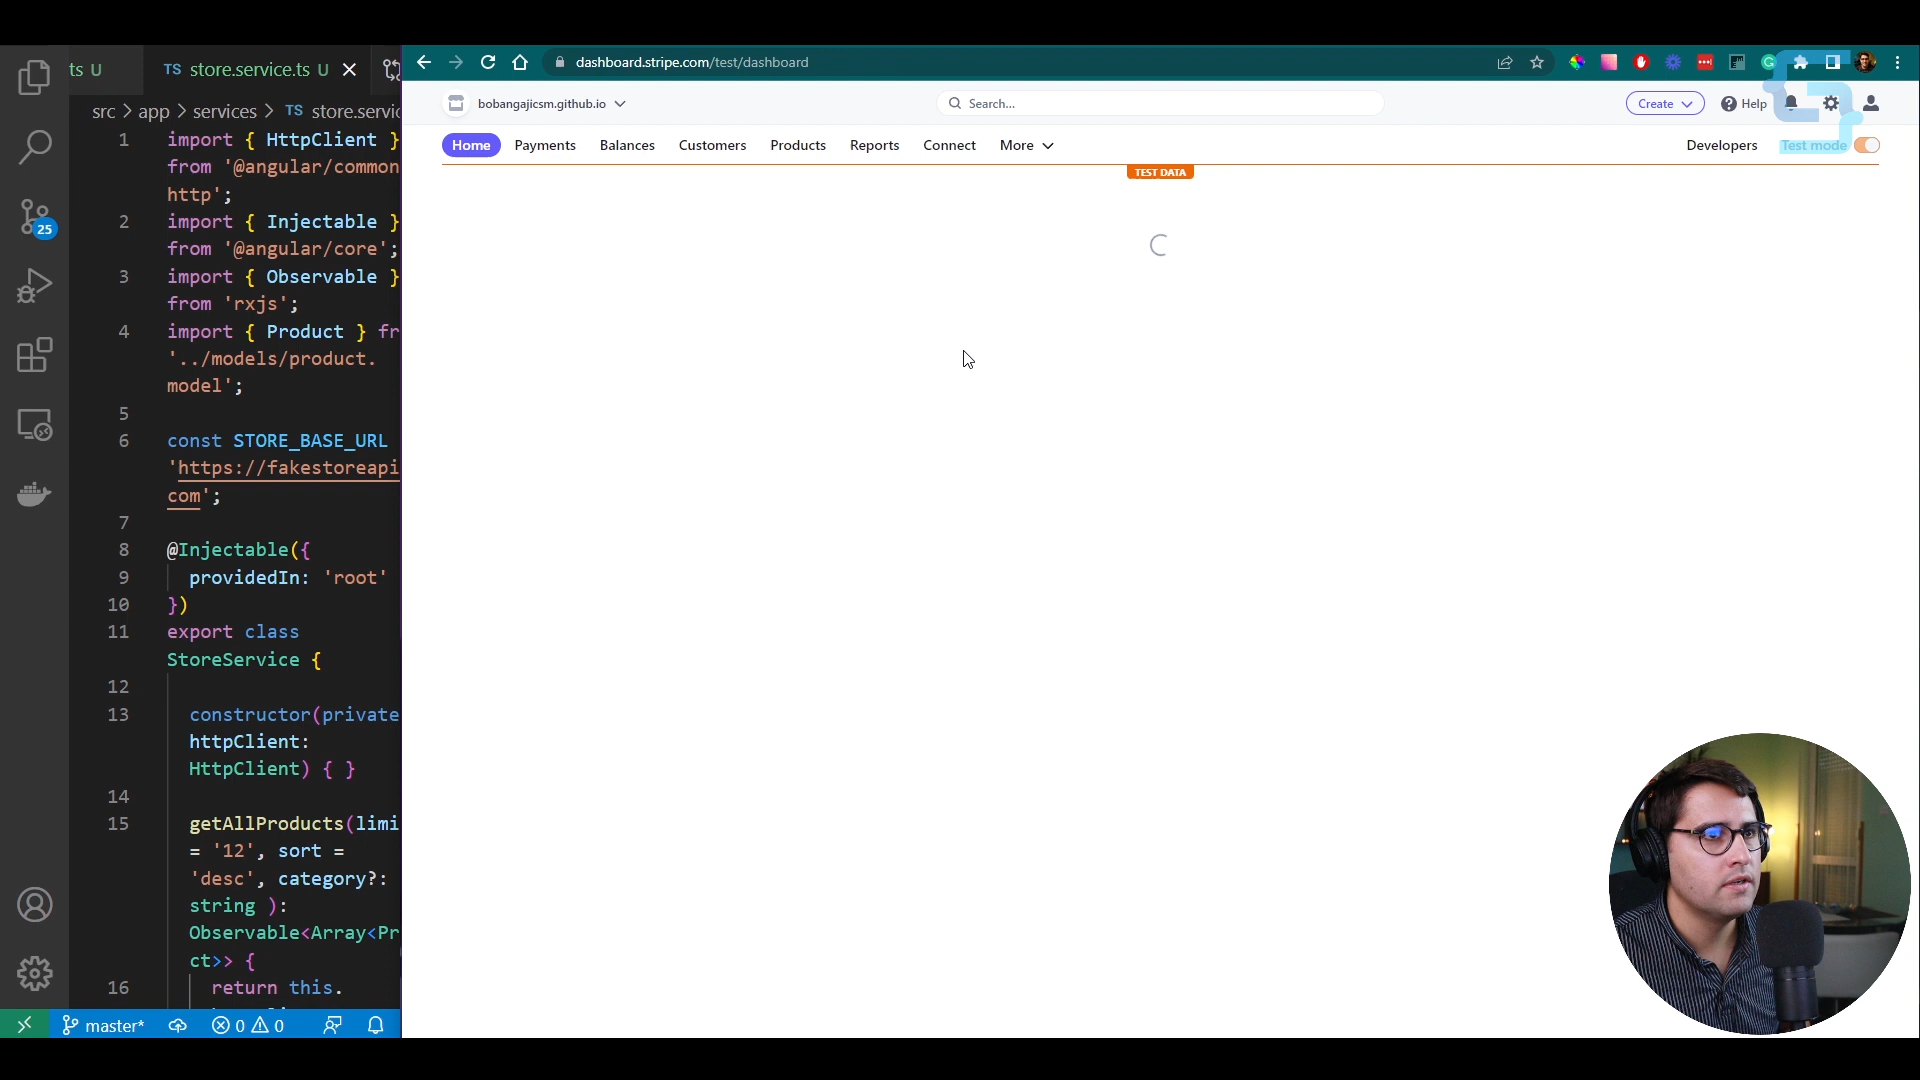 ts U
TS store.service.ts U
src > app > services > TS store.servic
1 import { HttpClient }
from '@angular/common
http';
2 import { Injectable }
from '@angular/core';
3 import { Observable }
from 'rxjs';
4 import { Product } fr
'../models/product.
model';
5
6 const STORE_BASE_URL
'https://fakestoreapi
com';
7
8 @Injectable({
9 providedIn: 'root'
10 })
11 export class
StoreService {
12
13 constructor(private
httpClient:
HttpClient) { }
14
15 getAllProducts(limi
= '12', sort =
'desc', category?:
string ):
Observable<Array<Pr
ct>> {
16 return this.
25
master*
0 0
dashboard.stripe.com/test/dashboard
bobangajicsm.github.io
Search...
Create
Help
Home
Payments
Balances
Customers
Products
Reports
Connect
More
Developers
Test mode
TEST DATA